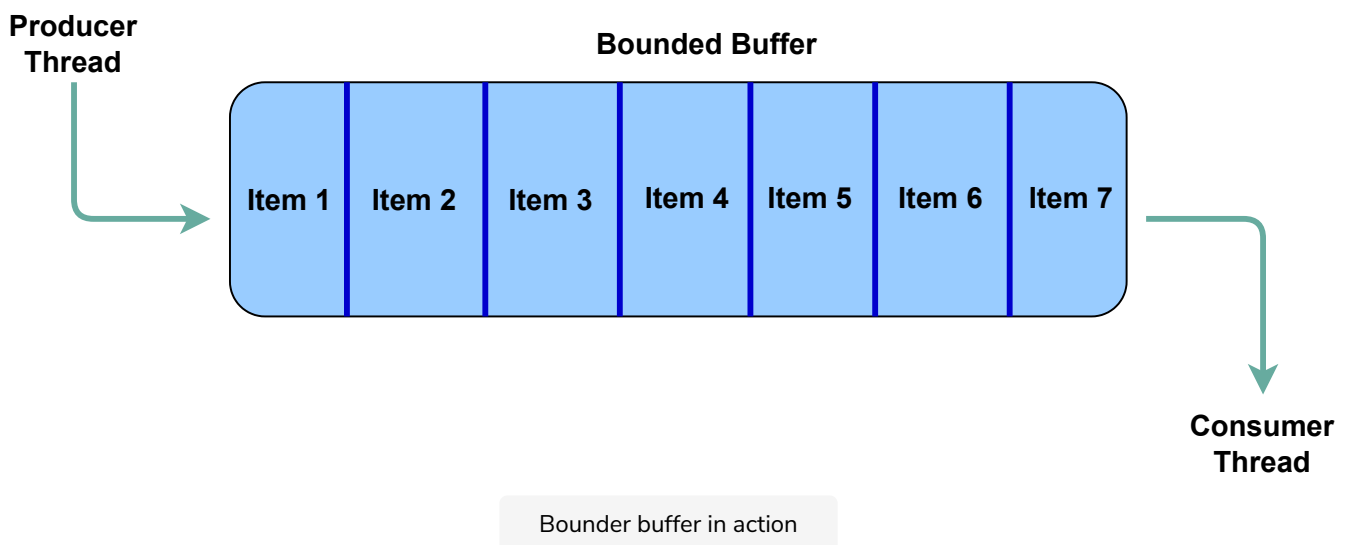 Producer
Thread
Bounded Buffer
Item 1 Item 2 Item 3 Item 4 Item 5 Item 6 Item 7
Consumer
Thread
Bounder buffer in action